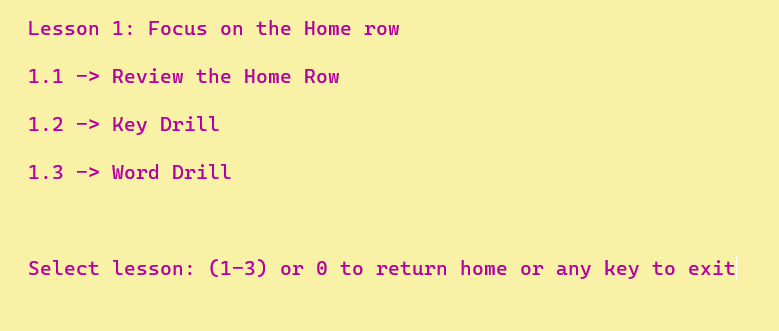 Lesson 1: Focus on the Home row
1.1 -> Review the Home Row
1.2 -> Key Drill
1.3 -> Word Drill
Select lesson: (1-3) or 0 to return home or any key to exit